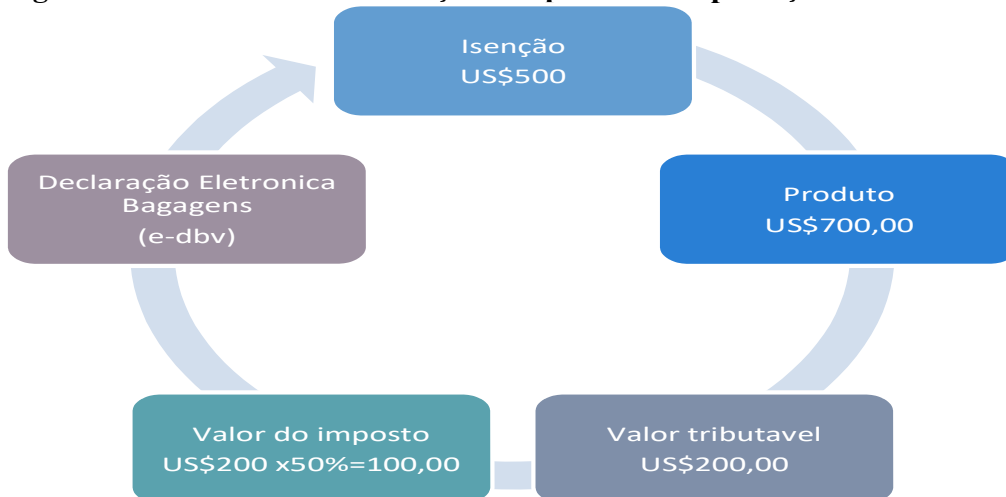 Isenção
US$500
Produto
US$700,00
Valor tributavel
US$200,00
Valor do imposto
US$200 x50%=100,00
Declaração Eletronica
Bagagens
(e-dbv)